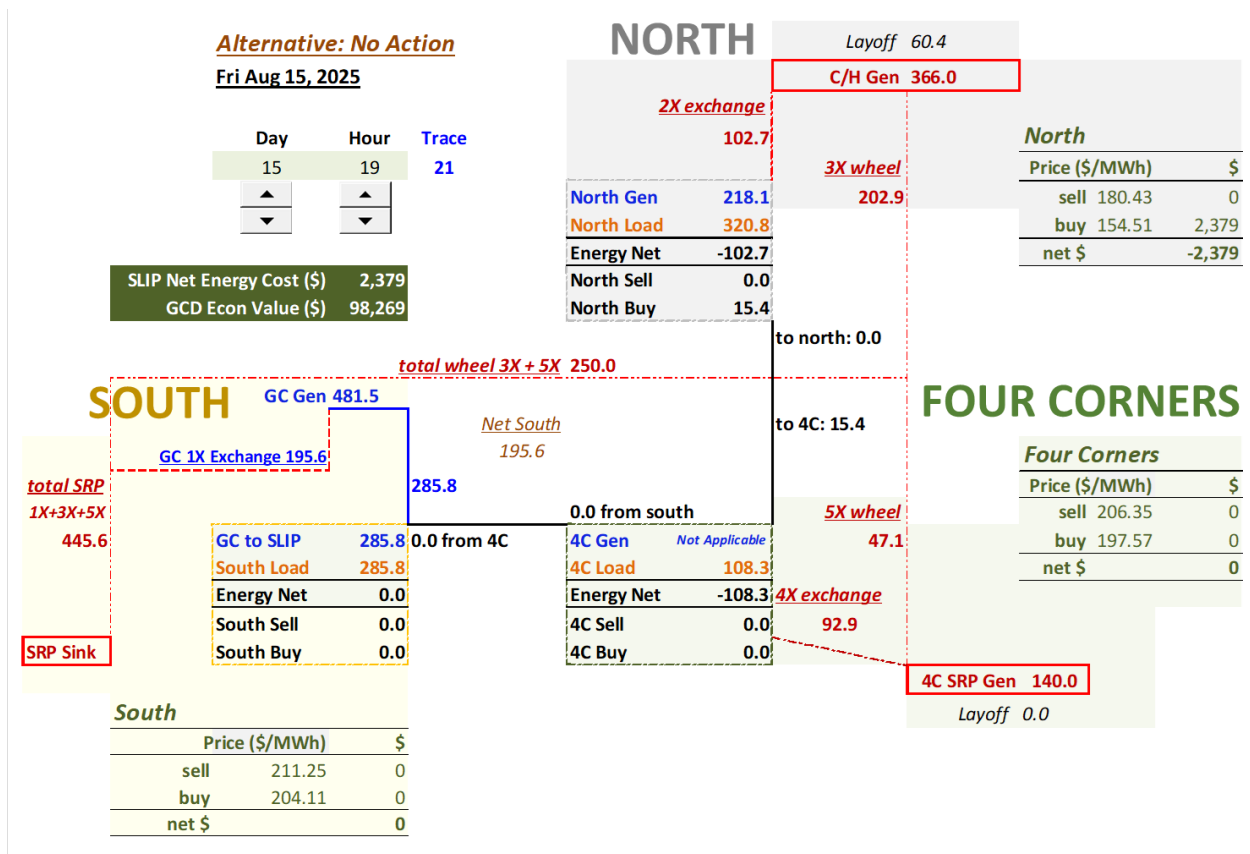 Alternative: No Action
Fri Aug 15, 2025
NORTH
Layoff 60.4
C/H Gen 366.0
2X exchange
102.7
Day Hour Trace
15 19 21
3X wheel
202.9
North
Price ($/MWh) $
sell 180.43 0
buy 154.51 2,379
net $ -2,379
North Gen 218.1
North Load 320.8
Energy Net -102.7
North Sell 0.0
North Buy 15.4
SLIP Net Energy Cost ($) 2,379
GCD Econ Value ($) 98,269
to north: 0.0
total wheel 3X + 5X 250.0
SOUTH
GC Gen 481.5
FOUR CORNERS
Net South
195.6
to 4C: 15.4
GC 1X Exchange 195.6
Four Corners
Price ($/MWh) $
sell 206.35 0
buy 197.57 0
net $ 0
total SRP
1X+3X+5X
445.6
285.8
0.0 from south
5X wheel
47.1
GC to SLIP 285.8
South Load 285.8
Energy Net 0.0
South Sell 0.0
South Buy 0.0
0.0 from 4C
4C Gen Not Applicable
4C Load 108.3
Energy Net -108.3
4C Sell 0.0
4C Buy 0.0
4X exchange
92.9
SRP Sink
4C SRP Gen 140.0
Layoff 0.0
South
Price ($/MWh) $
sell 211.25 0
buy 204.11 0
net $ 0